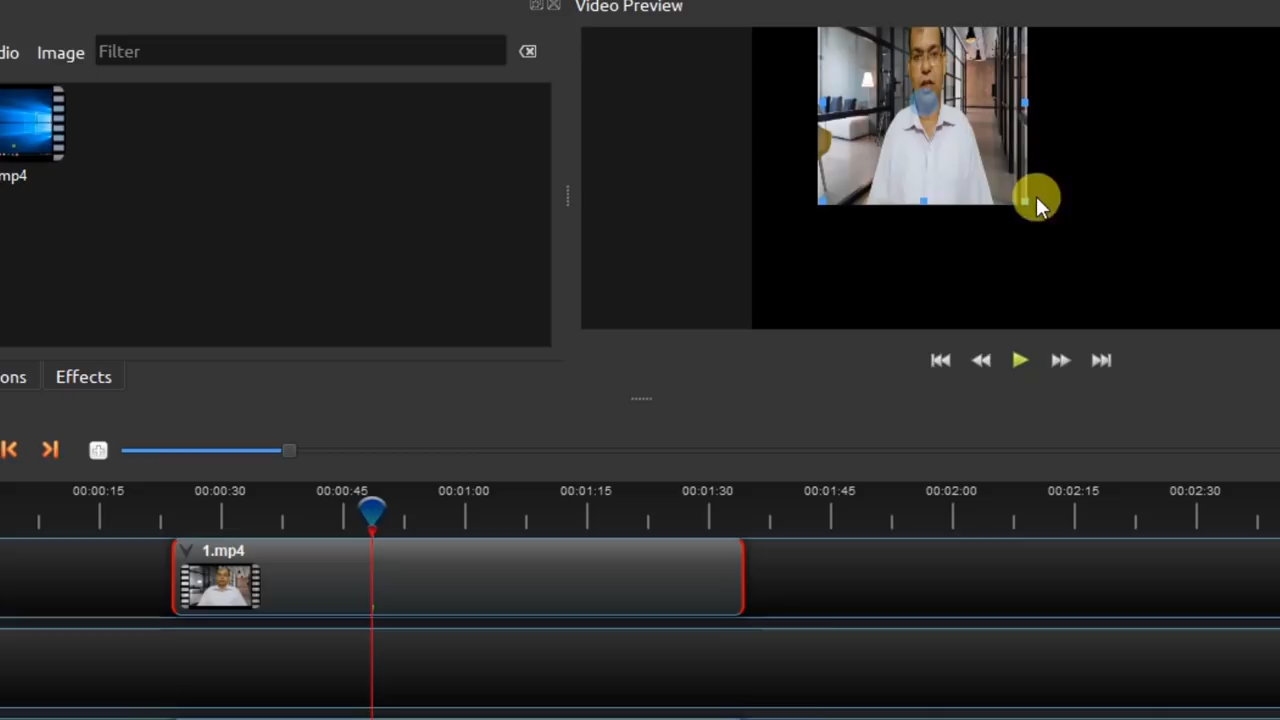 Video Preview
dio Image Filter
mp4
ons Effects
00:00:15 00:00:30 00:00:45 00:01:00 00:01:15 00:01:30 00:01:45 00:02:00 00:02:15 00:02:30
1.mp4